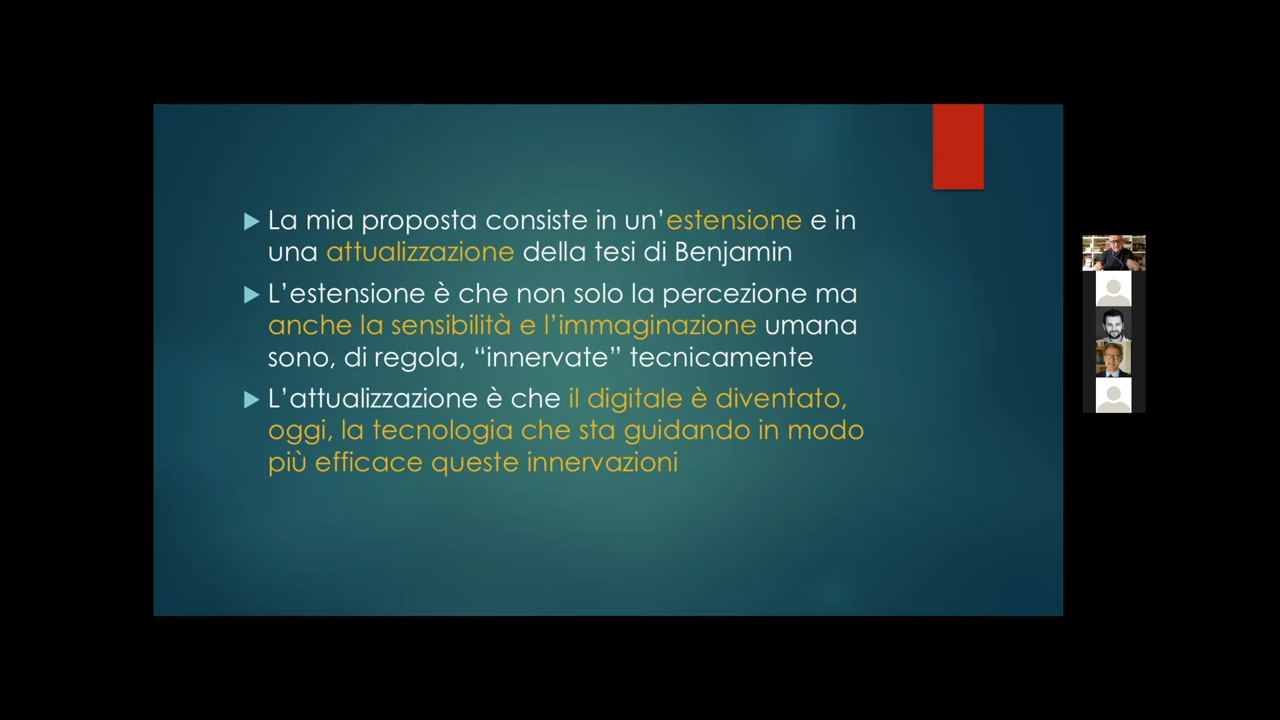 La mia proposta consiste in un’estensione e in
una attualizzazione della tesi di Benjamin
L’estensione è che non solo la percezione ma
anche la sensibilità e l’immaginazione umana
sono, di regola, “innervate” tecnicamente
L’attualizzazione è che il digitale è diventato,
oggi, la tecnologia che sta guidando in modo
più efficace queste innervazioni